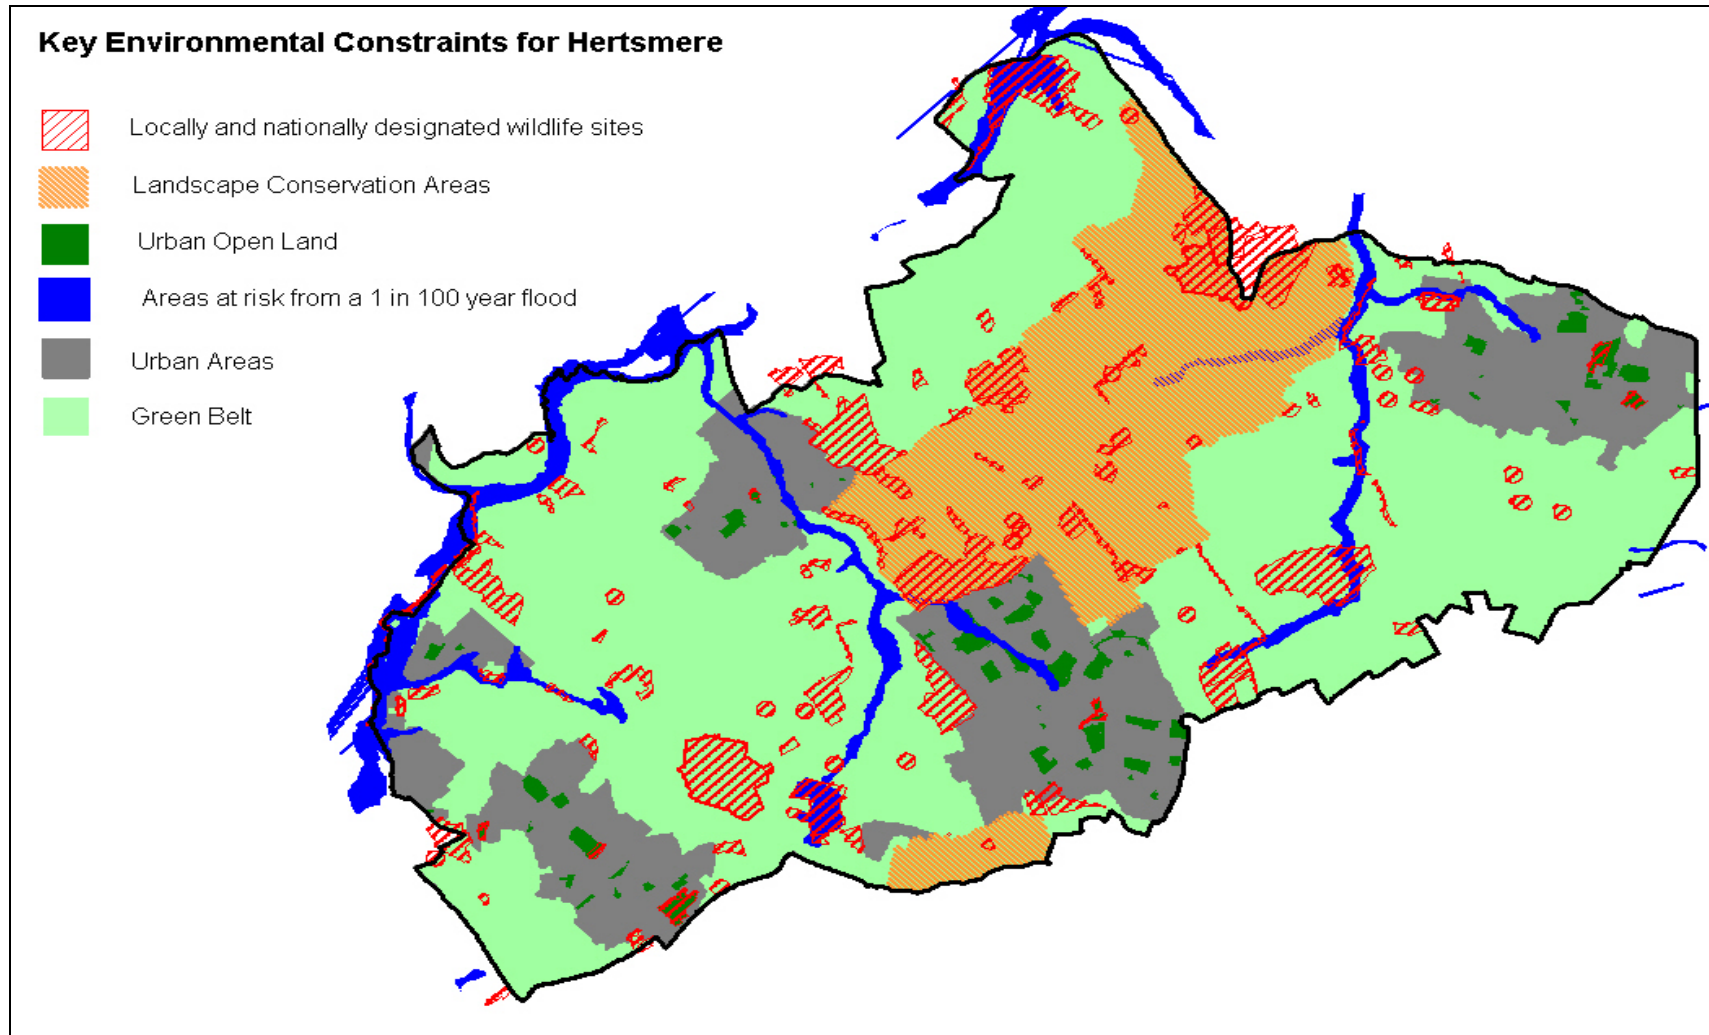 Key Environmental Constraints for Hertsmere
Locally and nationally designated wildlife sites
Landscape Conservation Areas
Urban Open Land
Areas at risk from a 1 in 100 year flood
Urban Areas
Green Belt